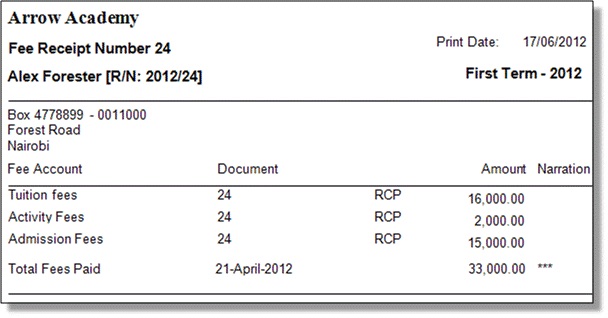 Arrow Academy
Fee Receipt Number 24 Print Date: 17/06/2012
Alex Forester [R/N: 2012/24] First Term - 2012
Box 4778899 - 0011000
Forest Road
Nairobi
Fee Account Document Amount Narration
Tuition fees 24 RCP 16,000.00
Activity Fees 24 RCP 2,000.00
Admission Fees 24 RCP 15,000.00
Total Fees Paid 21-April-2012 33,000.00 ***